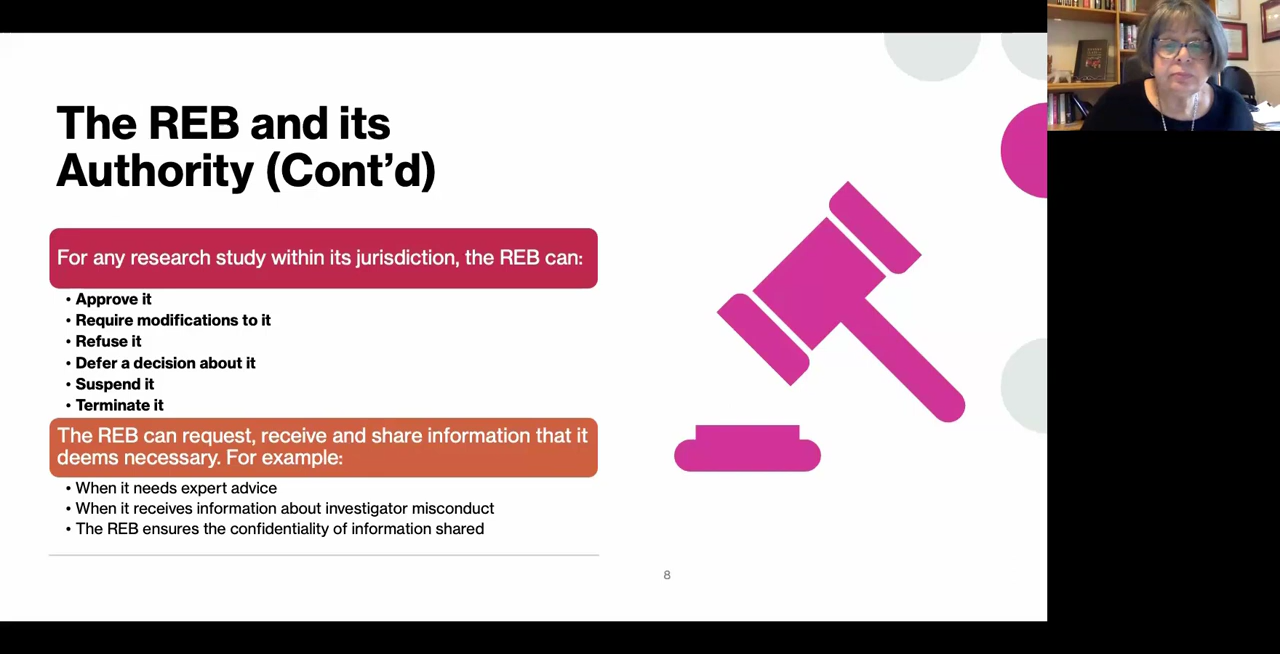 The REB and its
Authority (Cont’d)
For any research study within its jurisdiction, the REB can:
• Approve it
• Require modifications to it
• Refuse it
• Defer a decision about it
• Suspend it
• Terminate it
The REB can request, receive and share information that it
deems necessary. For example:
• When it needs expert advice
• When it receives information about investigator misconduct
• The REB ensures the confidentiality of information shared
8